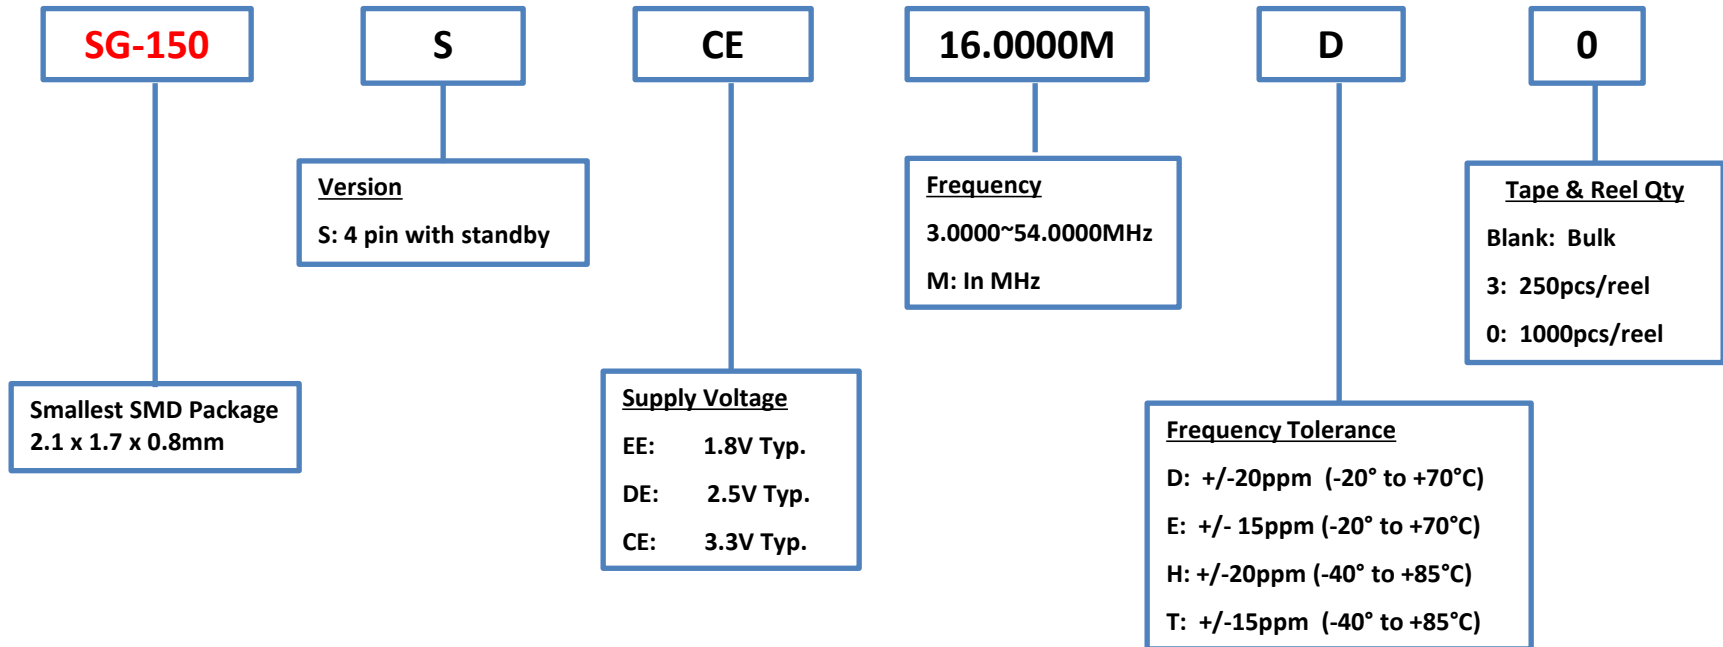 SG-150
S
CE
16.0000M
D
0
Version
S: 4 pin with standby
Frequency
3.0000~54.0000MHz
M: In MHz
Tape & Reel Qty
Blank: Bulk
3: 250pcs/reel
0: 1000pcs/reel
Smallest SMD Package
2.1 x 1.7 x 0.8mm
Supply Voltage
EE: 1.8V Typ.
DE: 2.5V Typ.
CE: 3.3V Typ.
Frequency Tolerance
D: +/-20ppm (-20° to +70°C)
E: +/- 15ppm (-20° to +70°C)
H: +/-20ppm (-40° to +85°C)
T: +/-15ppm (-40° to +85°C)